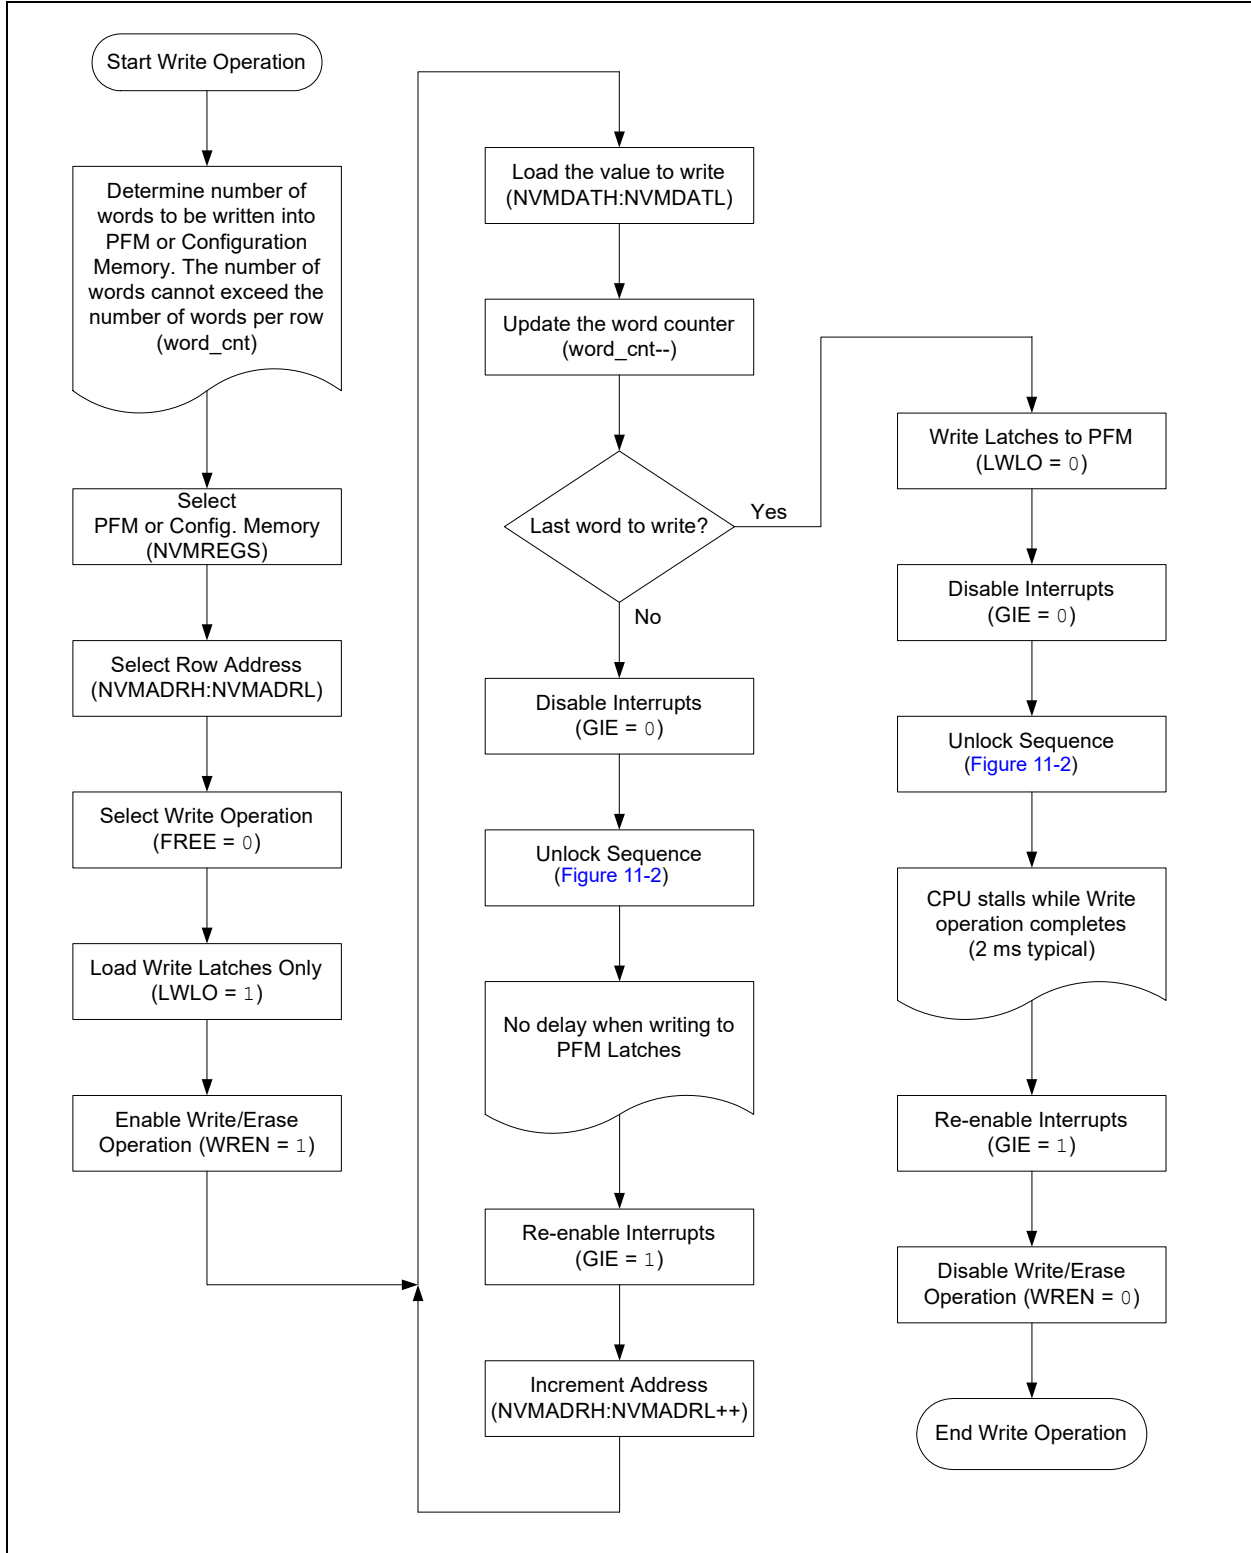 Start Write Operation
Determine number of
words to be written into
PFM or Configuration
Memory. The number of
words cannot exceed the
number of words per row
(word_cnt)
Select
PFM or Config. Memory
(NVMREGS)
Select Row Address
(NVMADRH:NVMADRL)
Select Write Operation
(FREE = 0)
Load Write Latches Only
(LWLO = 1)
Enable Write/Erase
Operation (WREN = 1)
Load the value to write
(NVMDATH:NVMDATL)
Update the word counter
(word_cnt--)
Last word to write?
Yes
No
Disable Interrupts
(GIE = 0)
Unlock Sequence
(Figure 11-2)
No delay when writing to
PFM Latches
Re-enable Interrupts
(GIE = 1)
Increment Address
(NVMADRH:NVMADRL++)
Write Latches to PFM
(LWLO = 0)
Disable Interrupts
(GIE = 0)
Unlock Sequence
(Figure 11-2)
CPU stalls while Write
operation completes
(2 ms typical)
Re-enable Interrupts
(GIE = 1)
Disable Write/Erase
Operation (WREN = 0)
End Write Operation